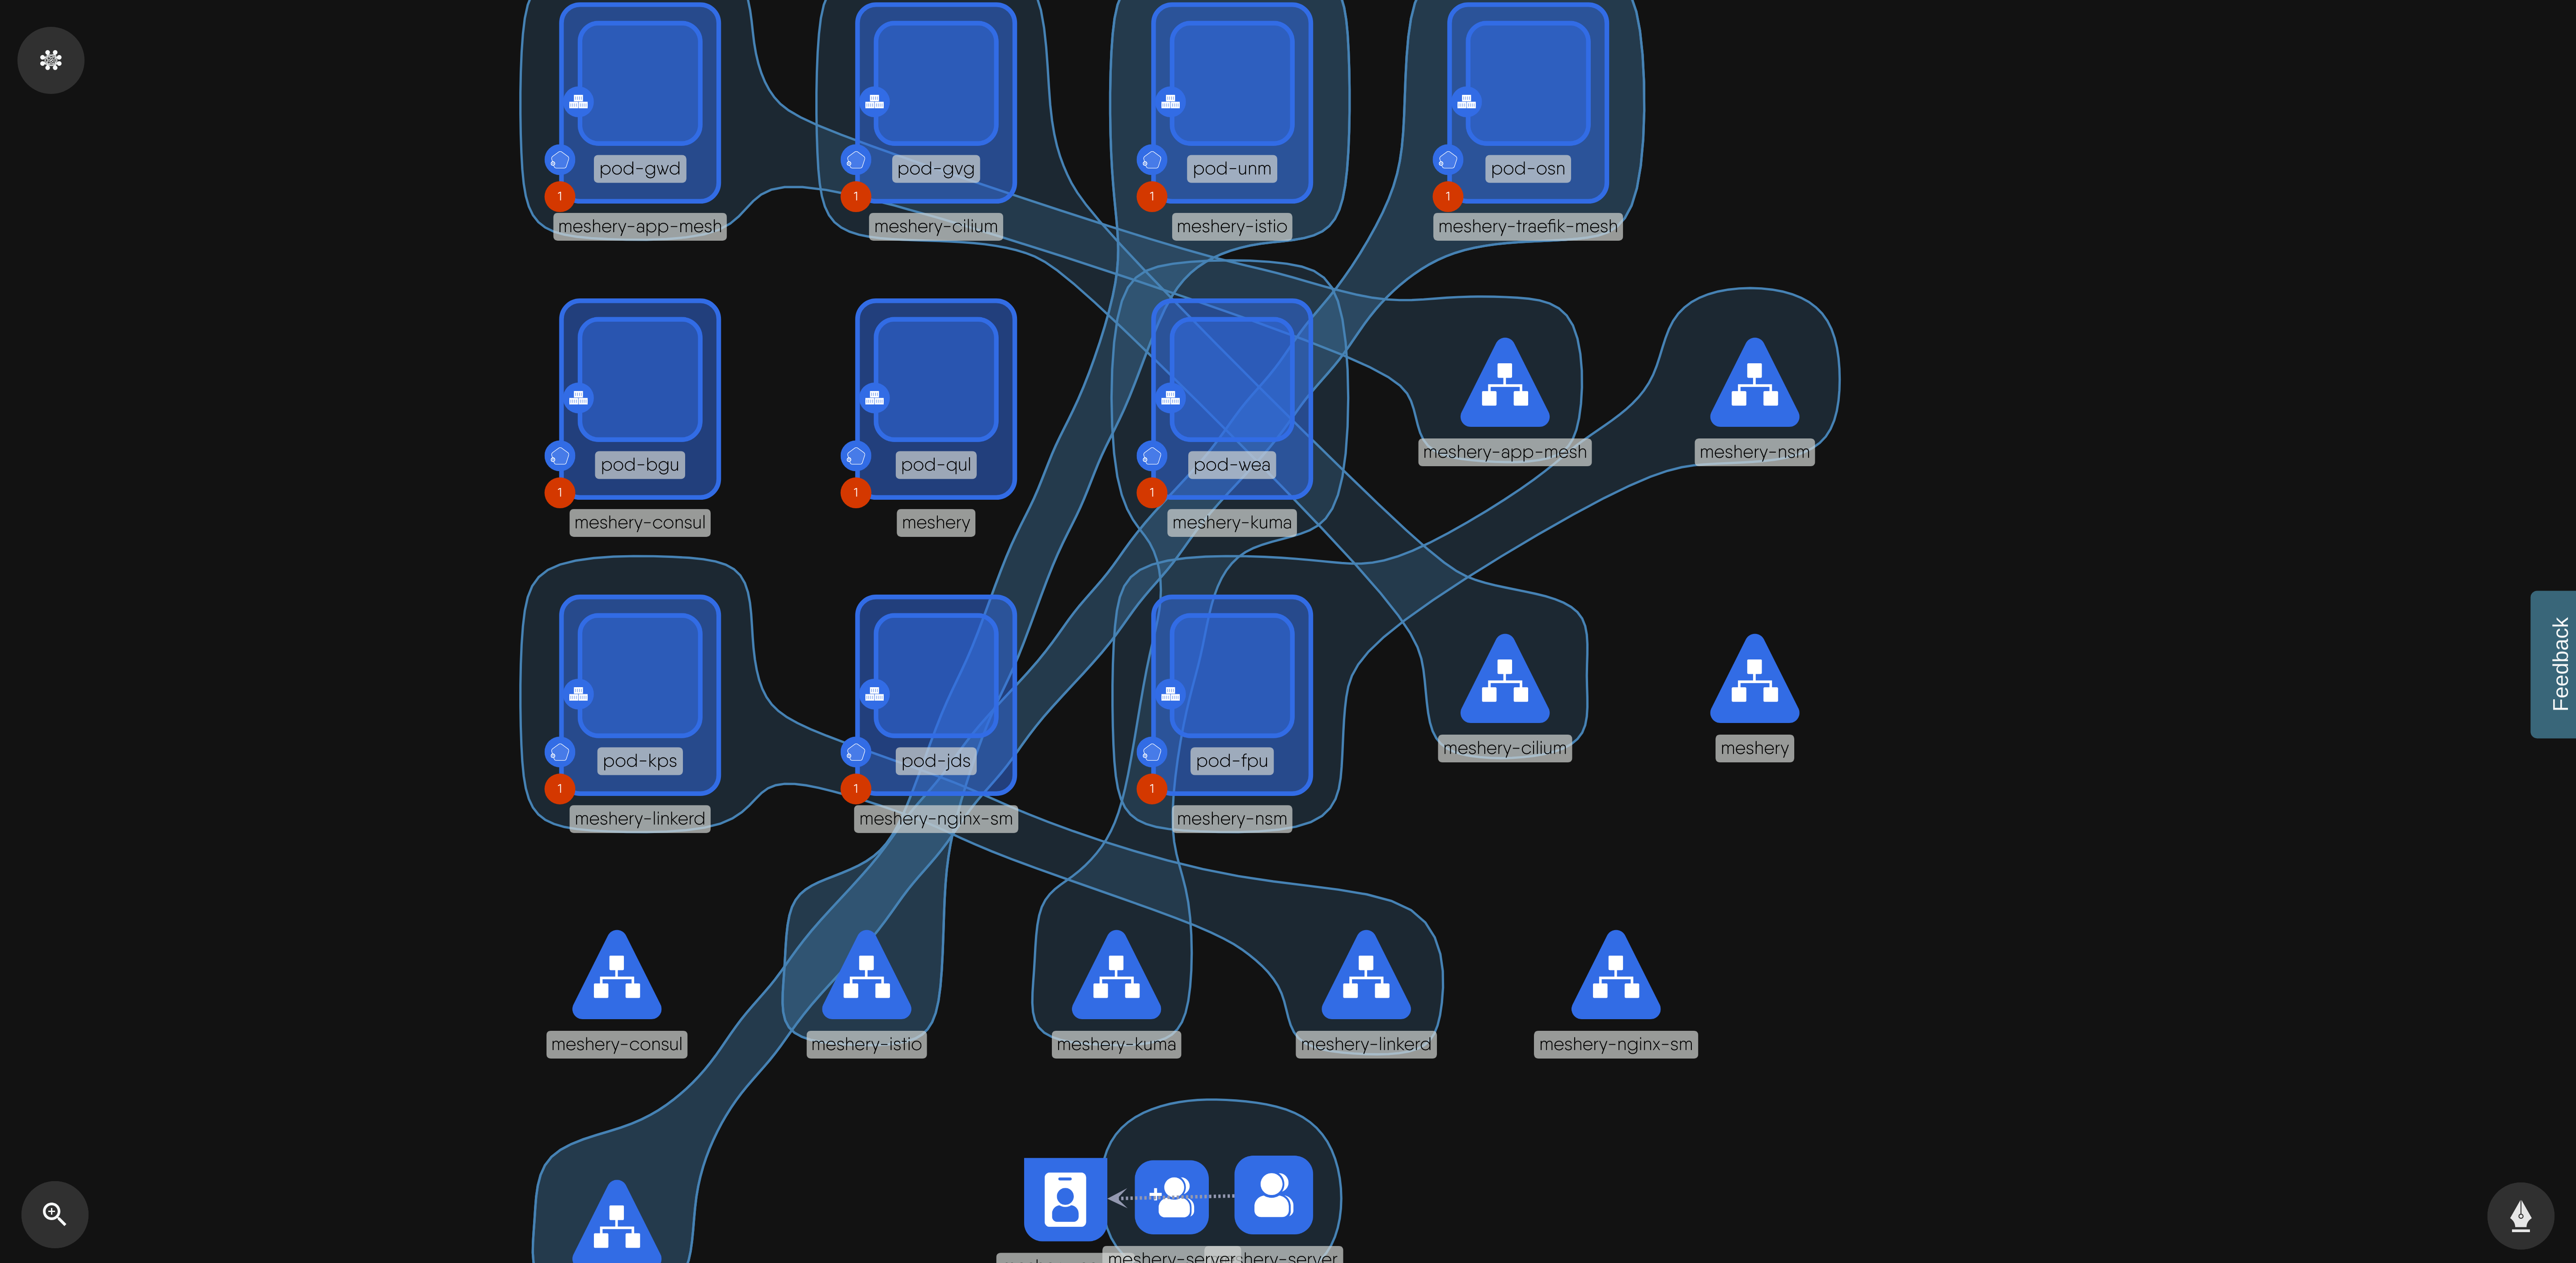 pod-gwd
pod-gvg
pod-unm
pod-osn
1
1
1
1
meshery-app-mesh
meshery-cilium
meshery-istio
meshery-traefik-mesh
pod-bgu
pod-qul
pod-wea
meshery-app-mesh
meshery-nsm
1
1
1
meshery-consul
meshery
meshery-kuma
Feedback
pod-kps
pod-jds
pod-fpu
meshery-cilium
meshery
1
1
1
meshery-linkerd
meshery-nginx-sm
meshery-nsm
meshery-consul
meshery-istio
meshery-kuma
meshery-linkerd
meshery-nginx-sm
meshery-server